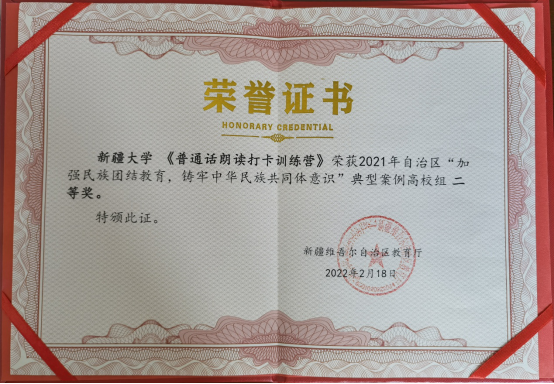 荣誉证书
HONORARY CREDENTIAL
新疆大学 《普通话朗读打卡训练营》荣获2021年自治区“加
强民族团结教育，铸牢中华民族共同体意识”典型案例高校组 二
等奖。
特颁此证。
新疆维吾尔自治区教育厅
2022年2月18日